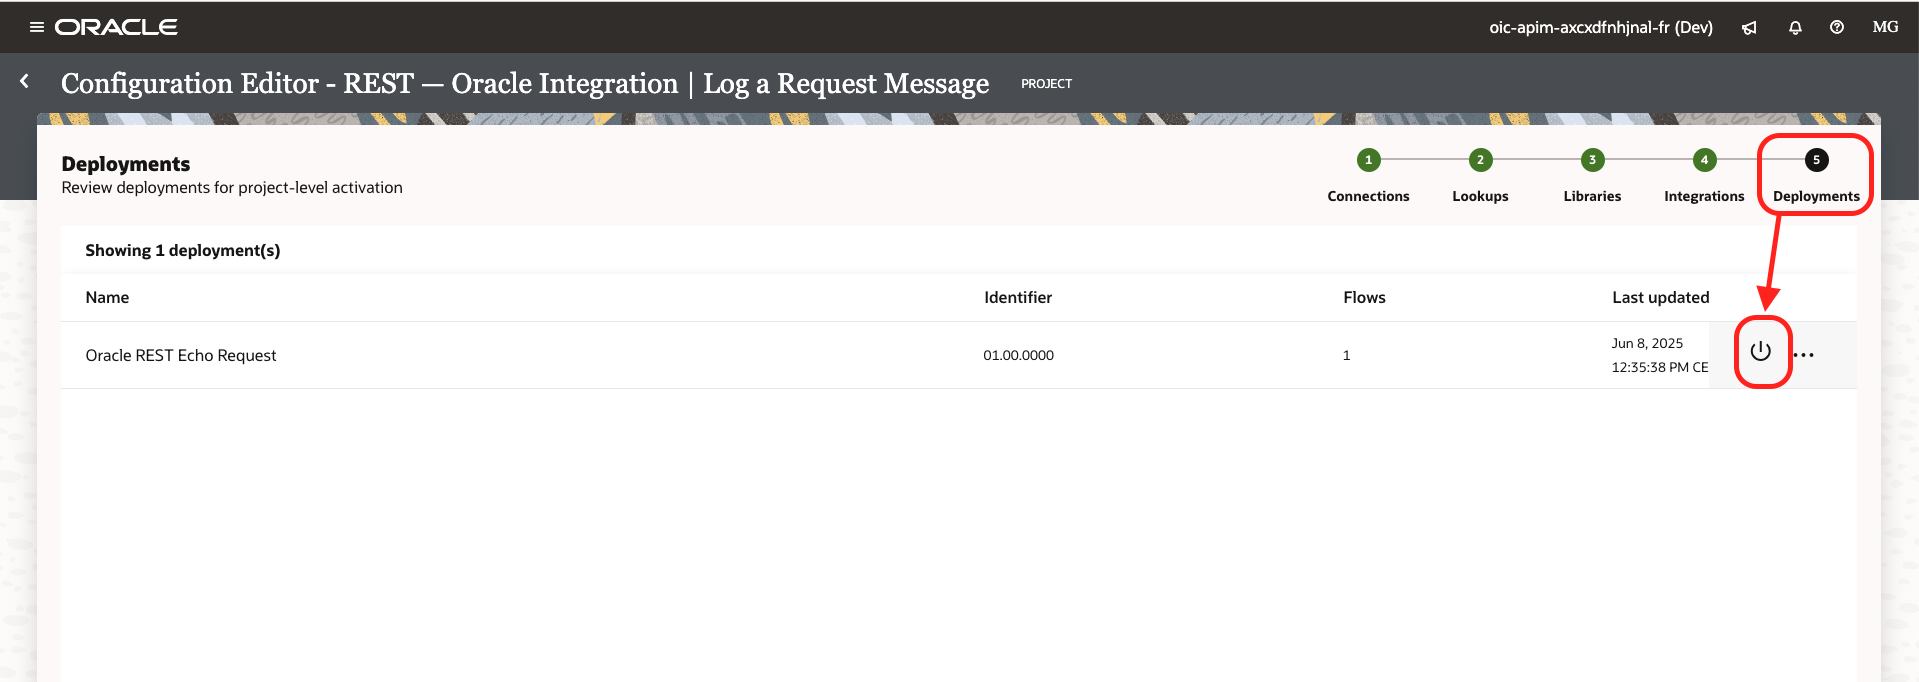 ORACLE
oic-apim-axcxdfnhjnal-fr (Dev)
MG
Configuration Editor - REST — Oracle Integration | Log a Request Message
PROJECT
Deployments
Review deployments for project-level activation
1 2 3 4 5
Connections Lookups Libraries Integrations Deployments
Showing 1 deployment(s)
Name Identifier Flows Last updated
Oracle REST Echo Request 01.00.0000 1 Jun 8, 2025
12:35:38 PM CE